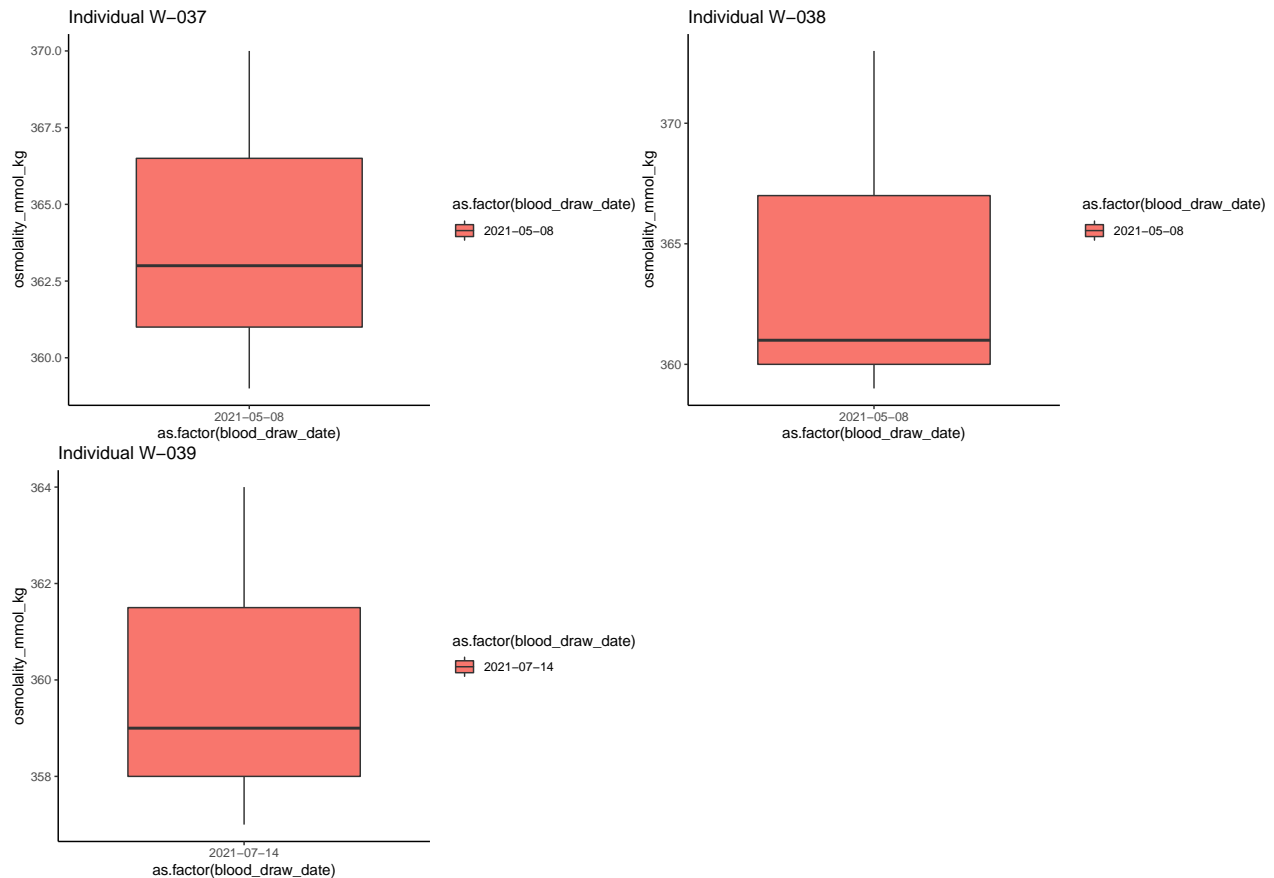 Individual W−037
osmolality_mmol_kg
370.0
367.5
365.0
362.5
360.0
2021−05−08
as.factor(blood_draw_date)
as.factor(blood_draw_date)
2021−05−08
Individual W−038
osmolality_mmol_kg
370
365
360
2021−05−08
as.factor(blood_draw_date)
as.factor(blood_draw_date)
2021−05−08
Individual W−039
osmolality_mmol_kg
364
362
360
358
2021−07−14
as.factor(blood_draw_date)
as.factor(blood_draw_date)
2021−07−14